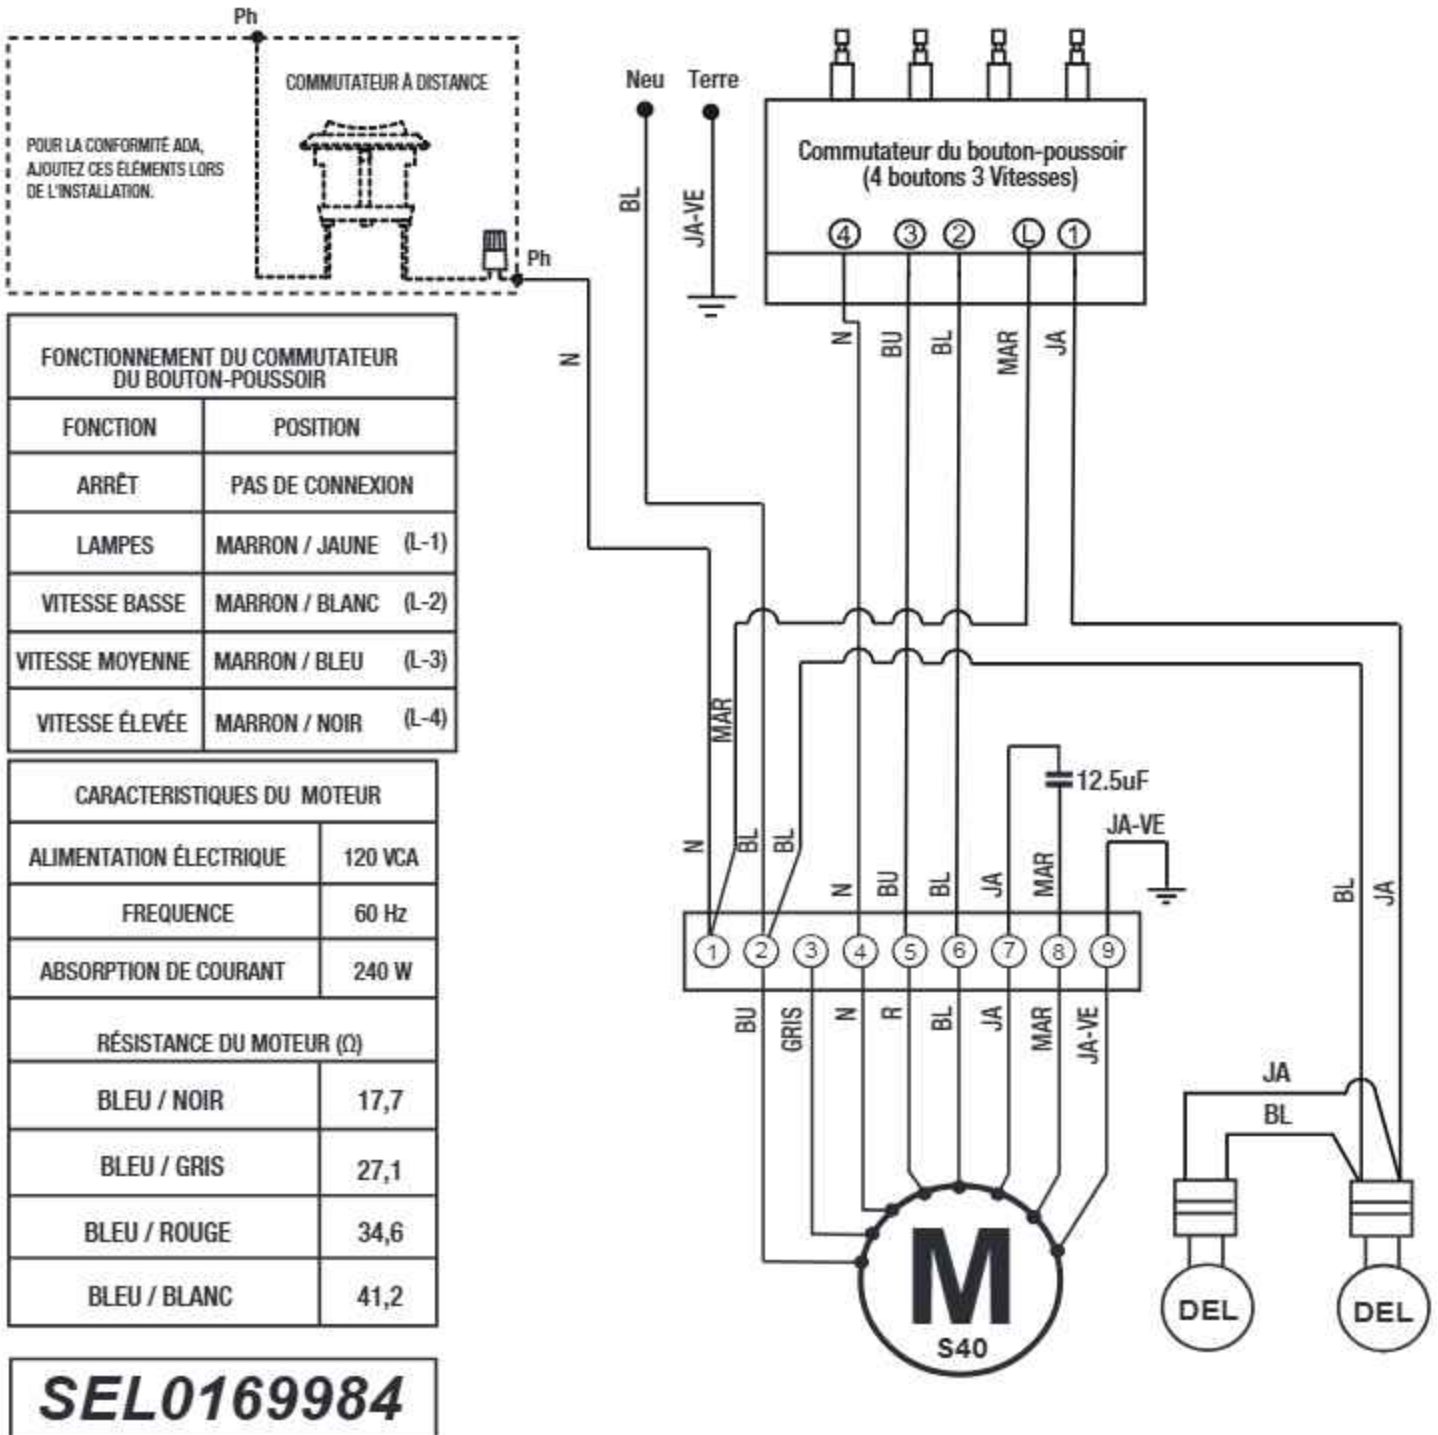 Ph
COMMUTATEUR À DISTANCE
POUR LA CONFORMITÉ ADA,
AJOUTEZ CES ÉLÉMENTS LORS
DE L'INSTALLATION.
Ph
N
Neu Terre
BL
JA-VE
Commutateur du bouton-poussoir
(4 boutons 3 Vitesses)
4 3 2 L 1
N BU BL MAR JA
FONCTIONNEMENT DU COMMUTATEUR
DU BOUTON-POUSSOIR
FONCTION POSITION
ARRÊT PAS DE CONNEXION
LAMPES MARRON / JAUNE (L-1)
VITESSE BASSE MARRON / BLANC (L-2)
VITESSE MOYENNE MARRON / BLEU (L-3)
VITESSE ÉLEVÉE MARRON / NOIR (L-4)
CARACTERISTIQUES DU MOTEUR
ALIMENTATION ÉLECTRIQUE 120 VCA
FREQUENCE 60 Hz
ABSORPTION DE COURANT 240 W
RÉSISTANCE DU MOTEUR (Ω)
BLEU / NOIR 17,7
BLEU / GRIS 27,1
BLEU / ROUGE 34,6
BLEU / BLANC 41,2
SEL0169984
MAR
12.5uF
JA-VE
N BL BL N BU BL JA MAR
BL JA
1 2 3 4 5 6 7 8 9
BU GRIS N R BL JA MAR JA-VE
JA
BL
M
S40
DEL DEL